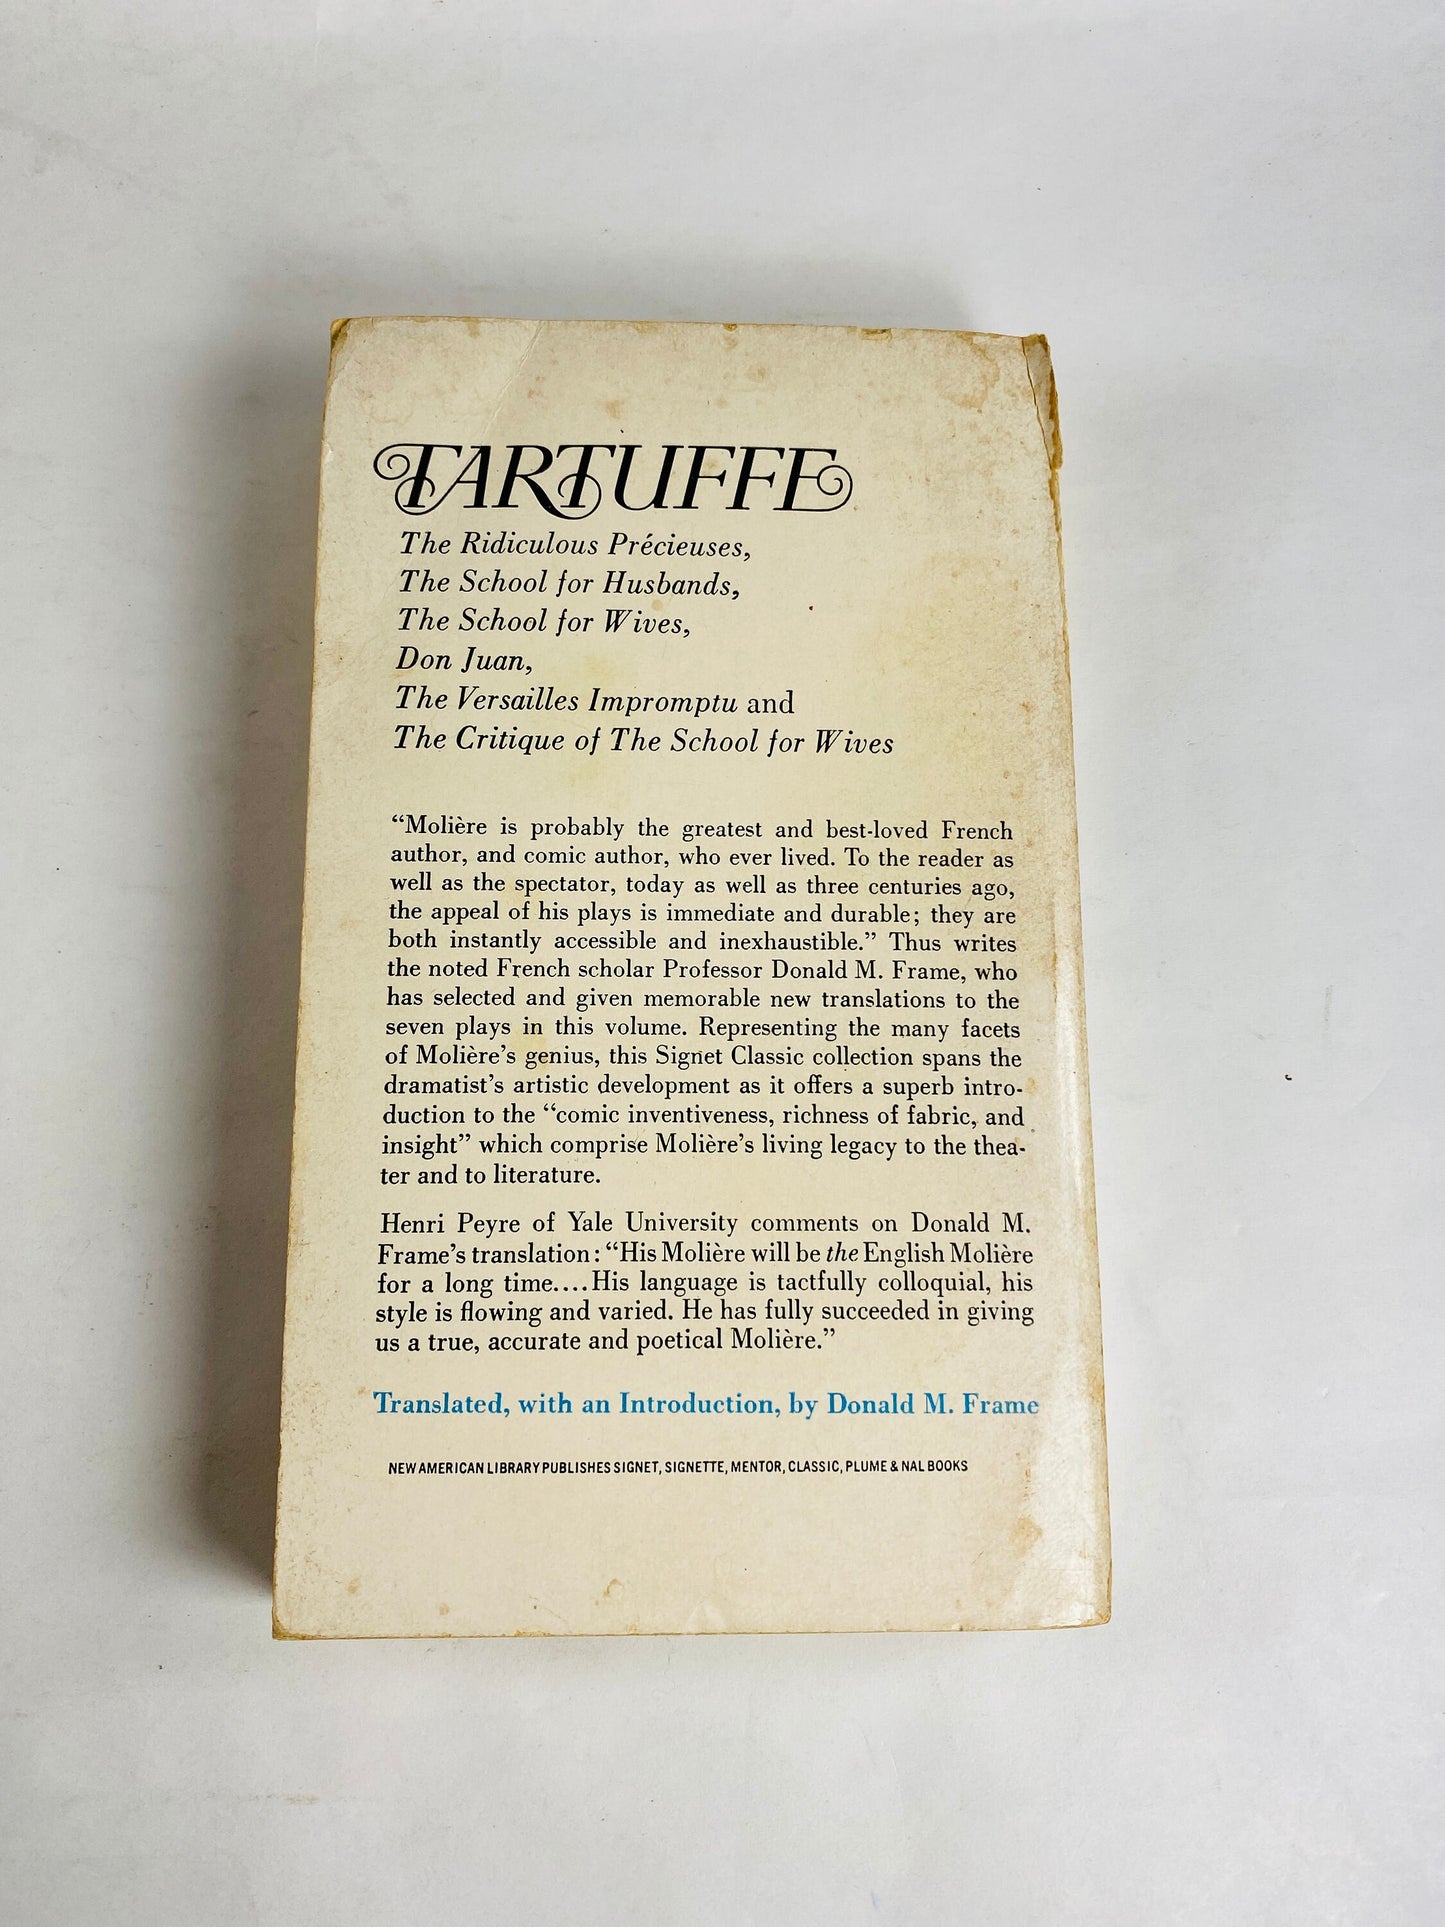 TARTUFFE
The Ridiculous Précieuses,
The School for Husbands,
The School for Wives,
Don Juan,
The Versailles Impromptu and
The Critique of The School for Wives
“Molière is probably the greatest and best-loved French
author, and comic author, who ever lived. To the reader as
well as the spectator, today as well as three centuries ago,
the appeal of his plays is immediate and durable; they are
both instantly accessible and inexhaustible.” Thus writes
the noted French scholar Professor Donald M. Frame, who
has selected and given memorable new translations to the
seven plays in this volume. Representing the many facets
of Molière’s genius, this Signet Classic collection spans the
dramatist’s artistic development as it offers a superb intro-
duction to the “comic inventiveness, richness of fabric, and
insight” which comprise Molière’s living legacy to the thea-
ter and to literature.
Henri Peyre of Yale University comments on Donald M.
Frame’s translation: “His Molière will be the English Molière
for a long time....His language is tactfully colloquial, his
style is flowing and varied. He has fully succeeded in giving
us a true, accurate and poetical Molière.”
Translated, with an Introduction, by Donald M. Frame
NEW AMERICAN LIBRARY PUBLISHES SIGNET, SIGNETTE, MENTOR, CLASSIC, PLUME & NAL BOOKS